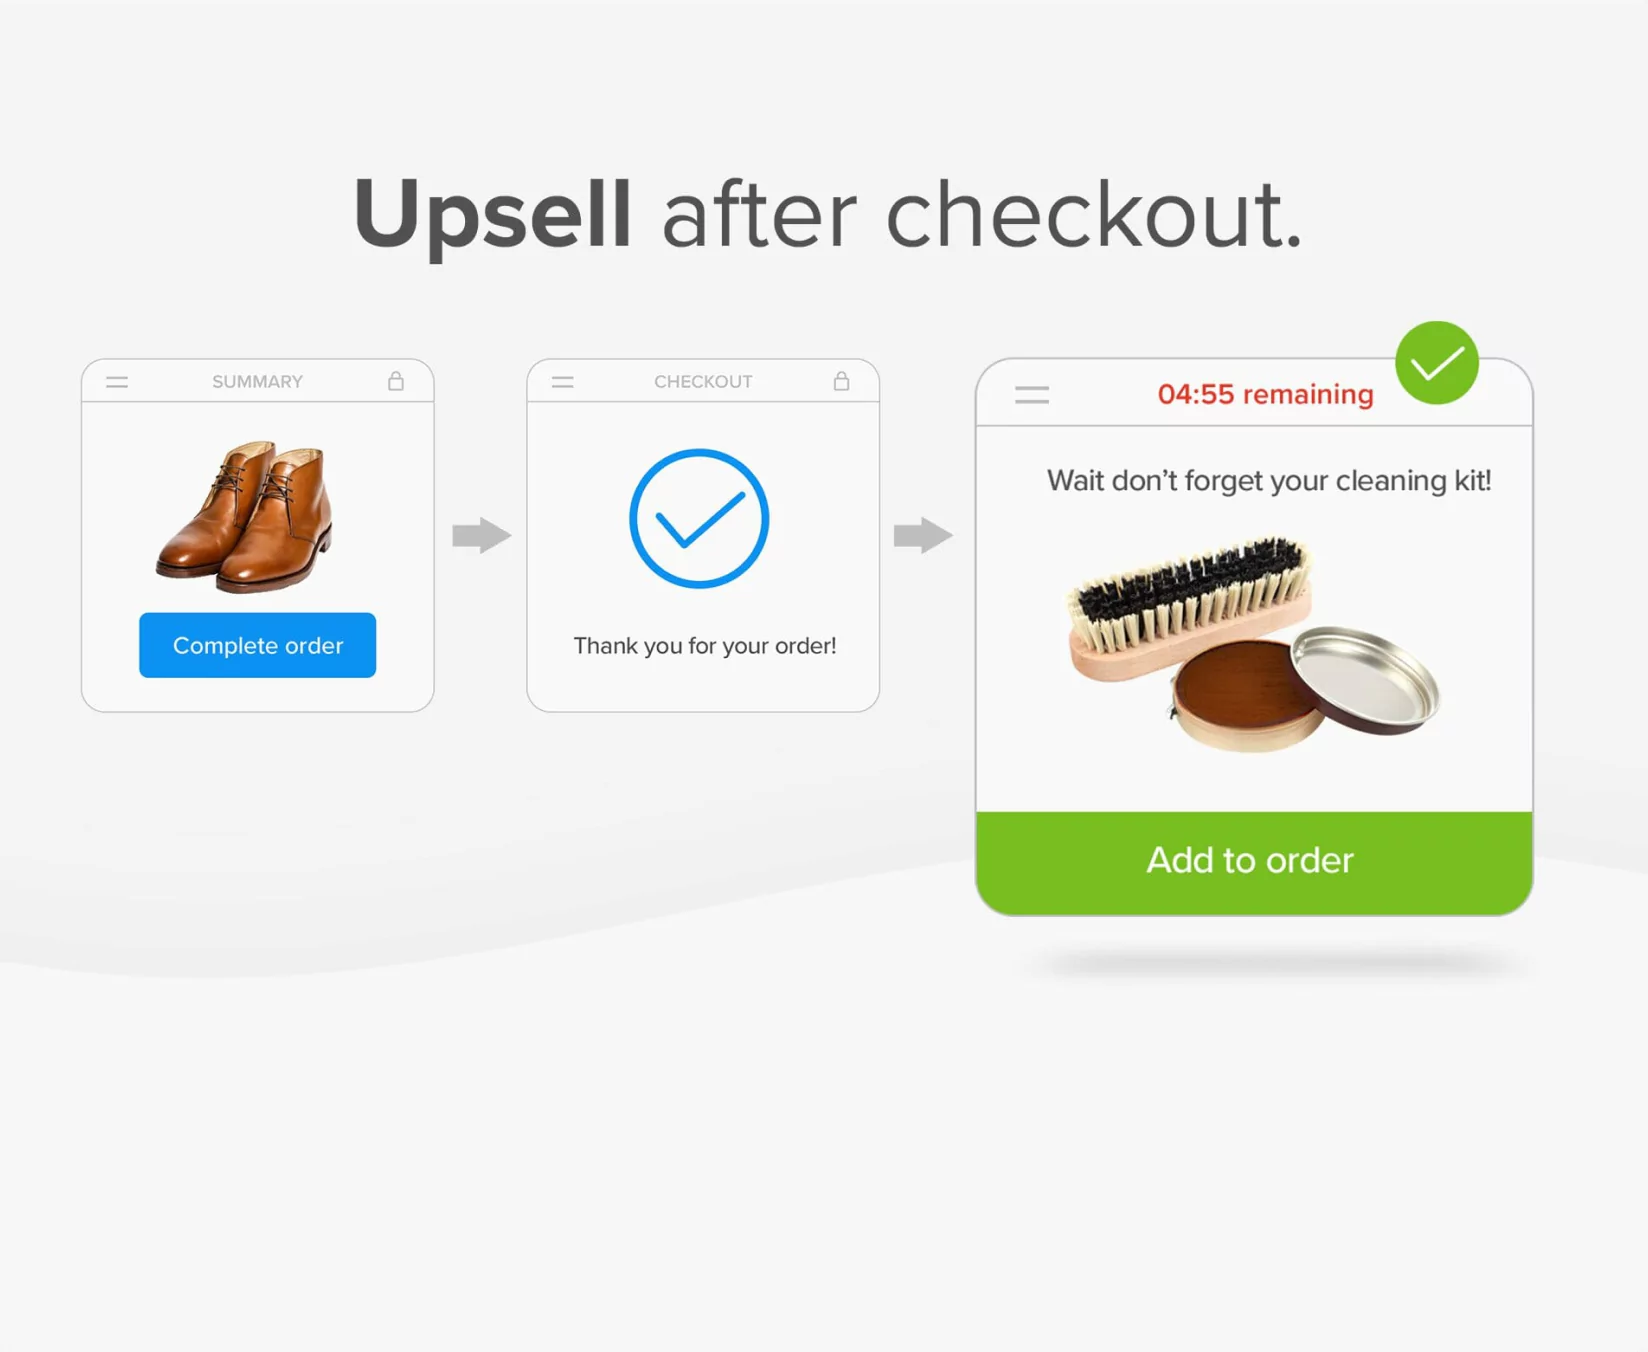 Upsell after checkout.
SUMMARY
Complete order
CHECKOUT
Thank you for your order!
04:55 remaining
Wait don’t forget your cleaning kit!
Add to order